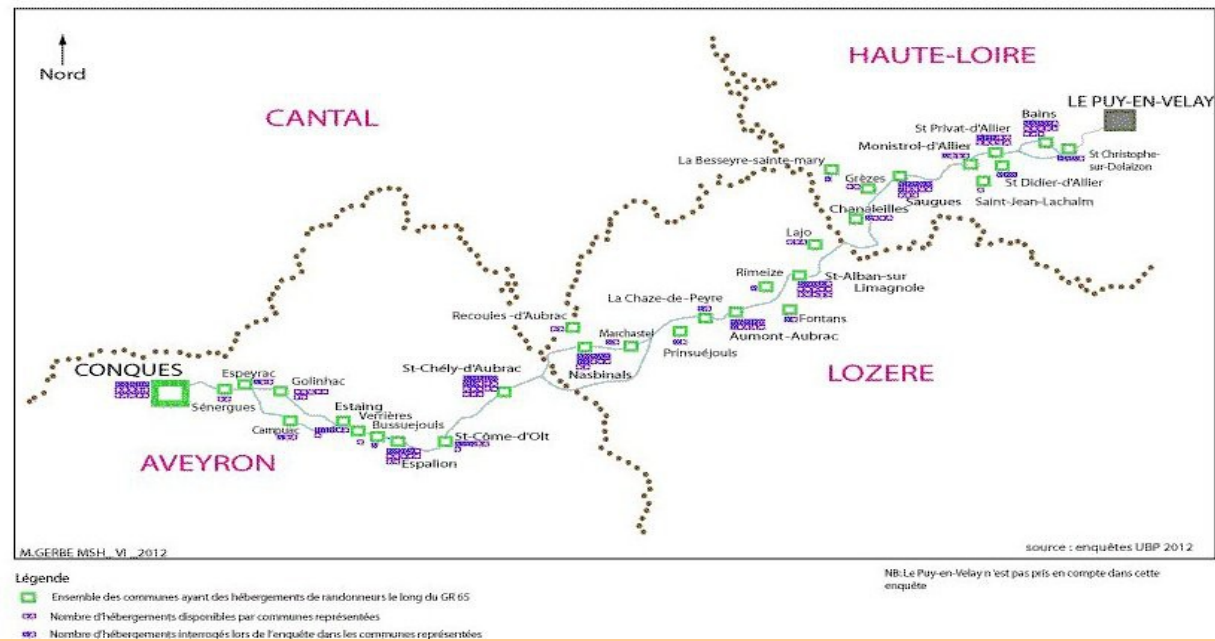 Nord
HAUTE-LOIRE
CANTAL
LE PUY-EN-VELAY
Bains
St Privat-d'Allier
Monistrol-d'Allier
St Christophe-
sur-Dolaizon
La Besseyre-sainte-mary
Grèzes
St Didier-d'Allier
Saugues
Saint-Jean-Lachalm
Chanaleilles
Lajo
Rimeize
St-Alban-sur
Limagnole
La Chaze-de-Peyre
Fontans
Recoules -d'Aubrac
Marchastel
Aumont-Aubrac
Prinsuéjouls
St-Chély-d'Aubrac
Nasbinals
LOZERE
CONQUES
Espeyrac
Golinhac
Sénergues
Estaing
Verrières
Campuac
Bussuejouls
St-Côme-d'Olt
AVEYRON
Espalion
M.GERBE MSH_ VI _2012
source : enquêtes UBP 2012
Légende
NB: Le Puy-en-Velay n'est pas pris en compte dans cette
enquête
Ensemble des communes ayant des hébergements de randonneurs le long du GR 65
Nombre d'hébergements disponibles par communes représentées
Nombre d'hébergements interrogés lors de l'enquête dans les communes représentées